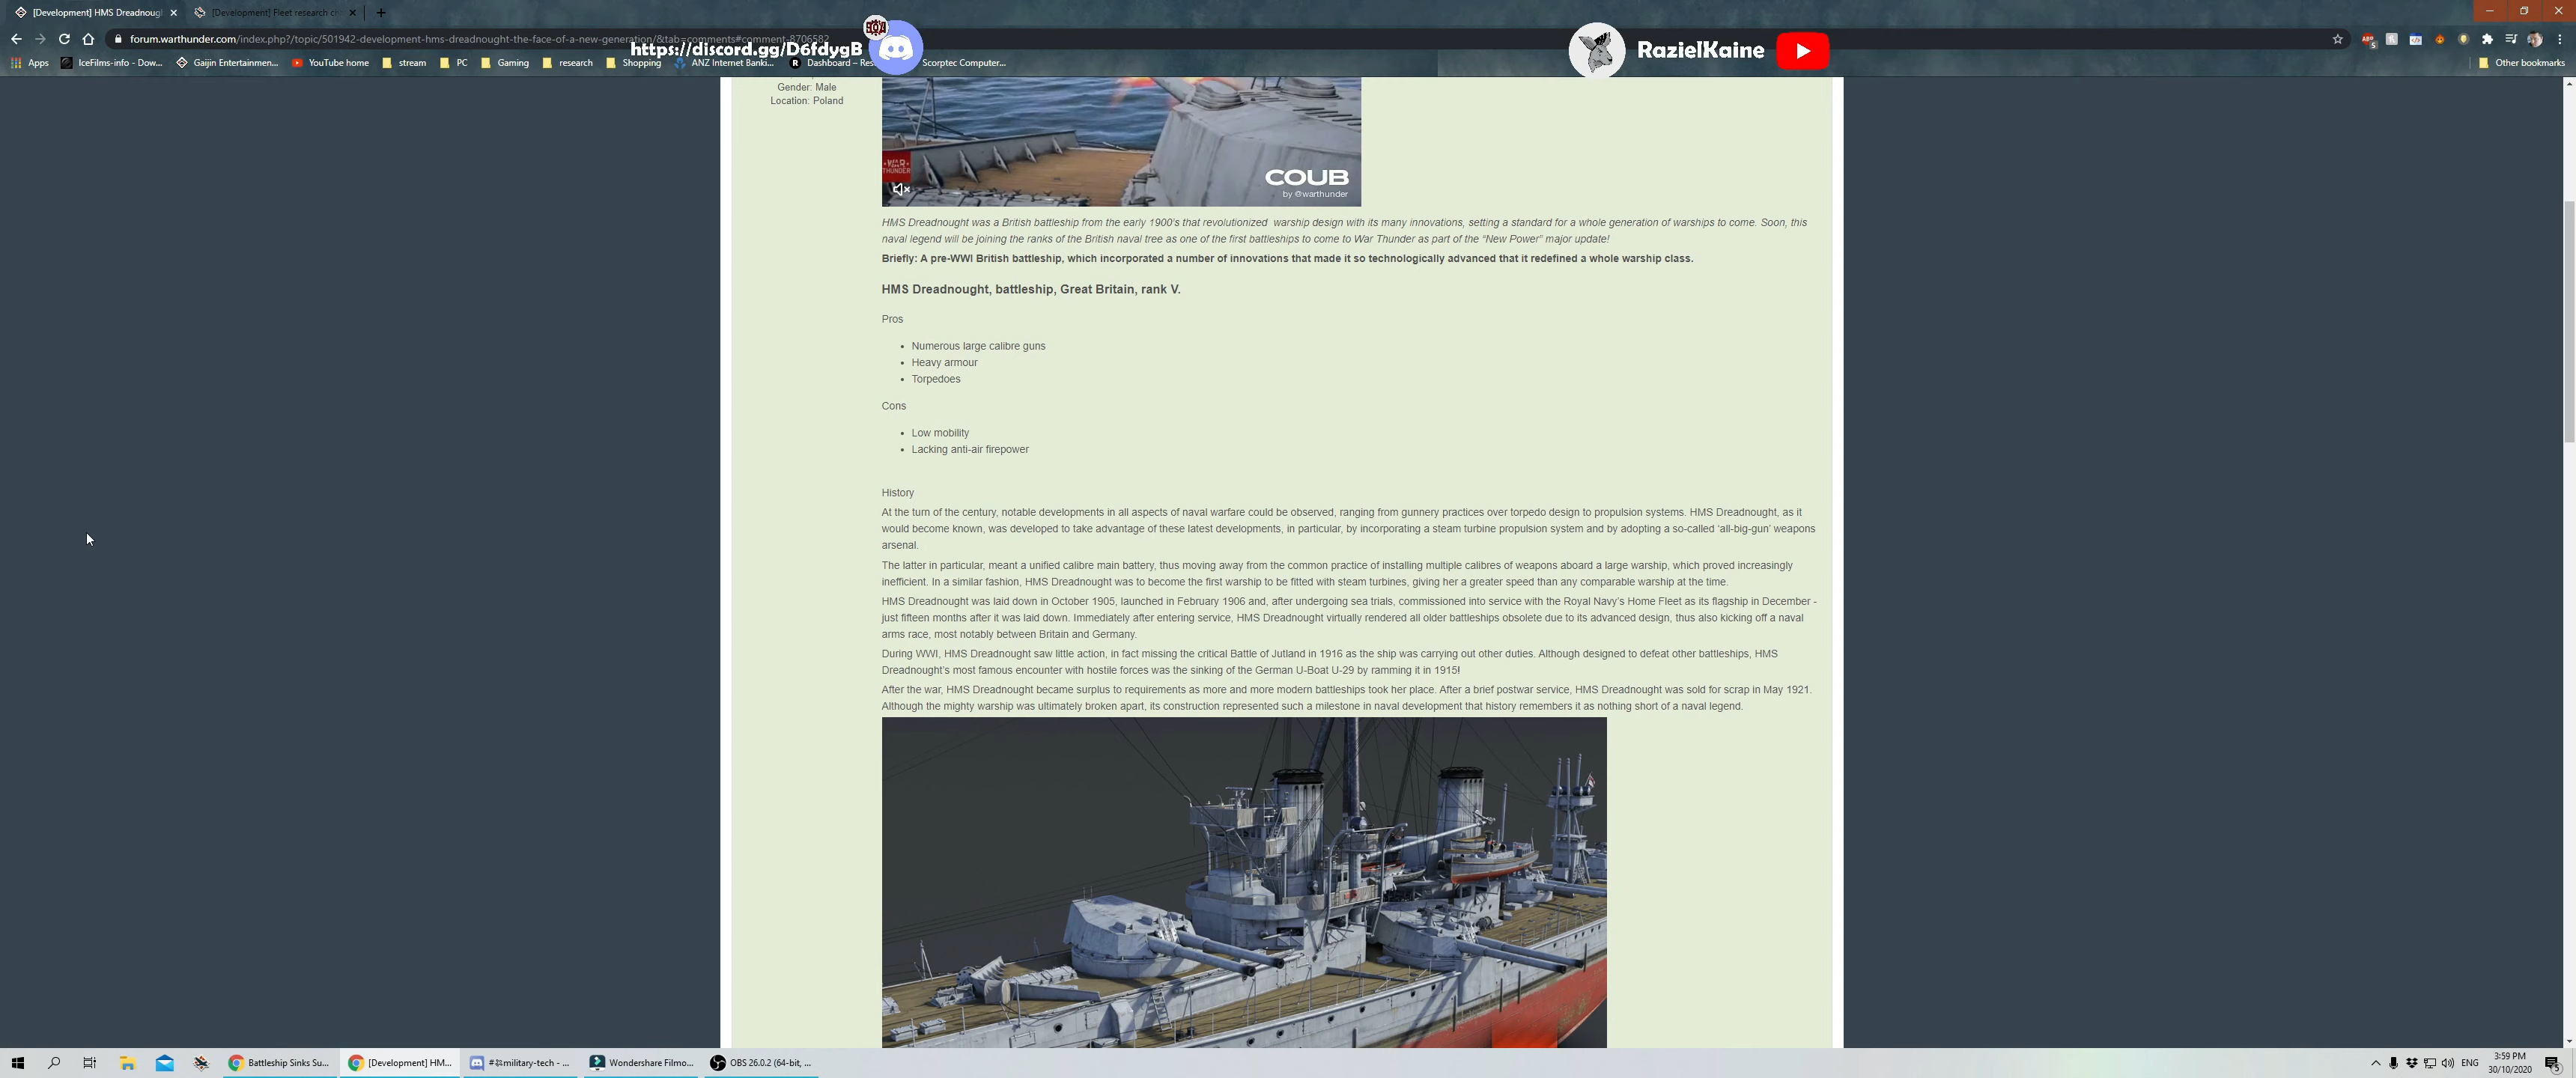 [Development] HMS Dreadnough
[Development] Fleet research c
forum.warthunder.com/index.php?/topic/501942-development-hms-dreadnought-the-face-of-a-new-generation/&tab=comments#comment-8706582
https://discord.gg/D6fdygB
RazielKaine
Apps
IceFilms-info - Dow...
Gaijin Entertainmen...
YouTube home
stream
PC
Gaming
research
Shopping
ANZ Internet Banki...
Dashboard – Res
Scorptec Computer...
Other bookmarks
Gender: Male
Location: Poland
WAR THUNDER
COUB
by @warthunder
HMS Dreadnought was a British battleship from the early 1900's that revolutionized warship design with its many innovations, setting a standard for a whole generation of warships to come. Soon, this
naval legend will be joining the ranks of the British naval tree as one of the first battleships to come to War Thunder as part of the “New Power” major update!
Briefly: A pre-WWI British battleship, which incorporated a number of innovations that made it so technologically advanced that it redefined a whole warship class.
HMS Dreadnought, battleship, Great Britain, rank V.
Pros
• Numerous large calibre guns
• Heavy armour
• Torpedoes
Cons
• Low mobility
• Lacking anti-air firepower
History
At the turn of the century, notable developments in all aspects of naval warfare could be observed, ranging from gunnery practices over torpedo design to propulsion systems. HMS Dreadnought, as it
would become known, was developed to take advantage of these latest developments, in particular, by incorporating a steam turbine propulsion system and by adopting a so-called ‘all-big-gun’ weapons
arsenal.
The latter in particular, meant a unified calibre main battery, thus moving away from the common practice of installing multiple calibres of weapons aboard a large warship, which proved increasingly
inefficient. In a similar fashion, HMS Dreadnought was to become the first warship to be fitted with steam turbines, giving her a greater speed than any comparable warship at the time.
HMS Dreadnought was laid down in October 1905, launched in February 1906 and, after undergoing sea trials, commissioned into service with the Royal Navy’s Home Fleet as its flagship in December -
just fifteen months after it was laid down. Immediately after entering service, HMS Dreadnought virtually rendered all older battleships obsolete due to its advanced design, thus also kicking off a naval
arms race, most notably between Britain and Germany.
During WWI, HMS Dreadnought saw little action, in fact missing the critical Battle of Jutland in 1916 as the ship was carrying out other duties. Although designed to defeat other battleships, HMS
Dreadnought’s most famous encounter with hostile forces was the sinking of the German U-Boat U-29 by ramming it in 1915!
After the war, HMS Dreadnought became surplus to requirements as more and more modern battleships took her place. After a brief postwar service, HMS Dreadnought was sold for scrap in May 1921.
Although the mighty warship was ultimately broken apart, its construction represented such a milestone in naval development that history remembers it as nothing short of a naval legend.
Battleship Sinks Su...
[Development] HM...
military-tech - ...
Wondershare Filmo...
OBS 26.0.2 (64-bit, ...
ENG
3:59 PM
30/10/2020
5